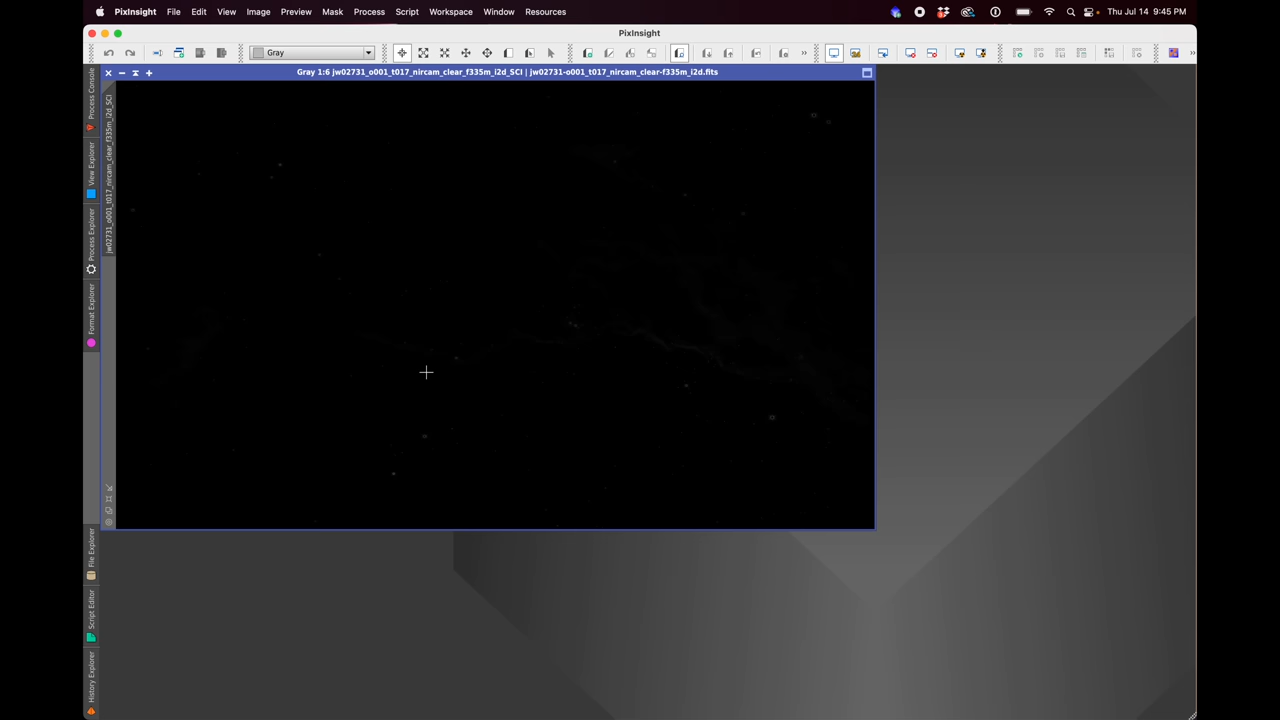 PixInsight File Edit View Image Preview Mask Process Script Workspace Window Resources Thu Jul 14 9:45 PM
PixInsight
Gray
Gray 1:6 jw02731_o001_t017_nircam_clear_f335m_i2d_SCI | jw02731-o001_t017_nircam_clear-f335m_i2d.fits
jw02731_o001_t017_nircam_clear_f335m_i2d_SCI
Process Console
View Explorer
Process Explorer
Format Explorer
File Explorer
Script Editor
History Explorer